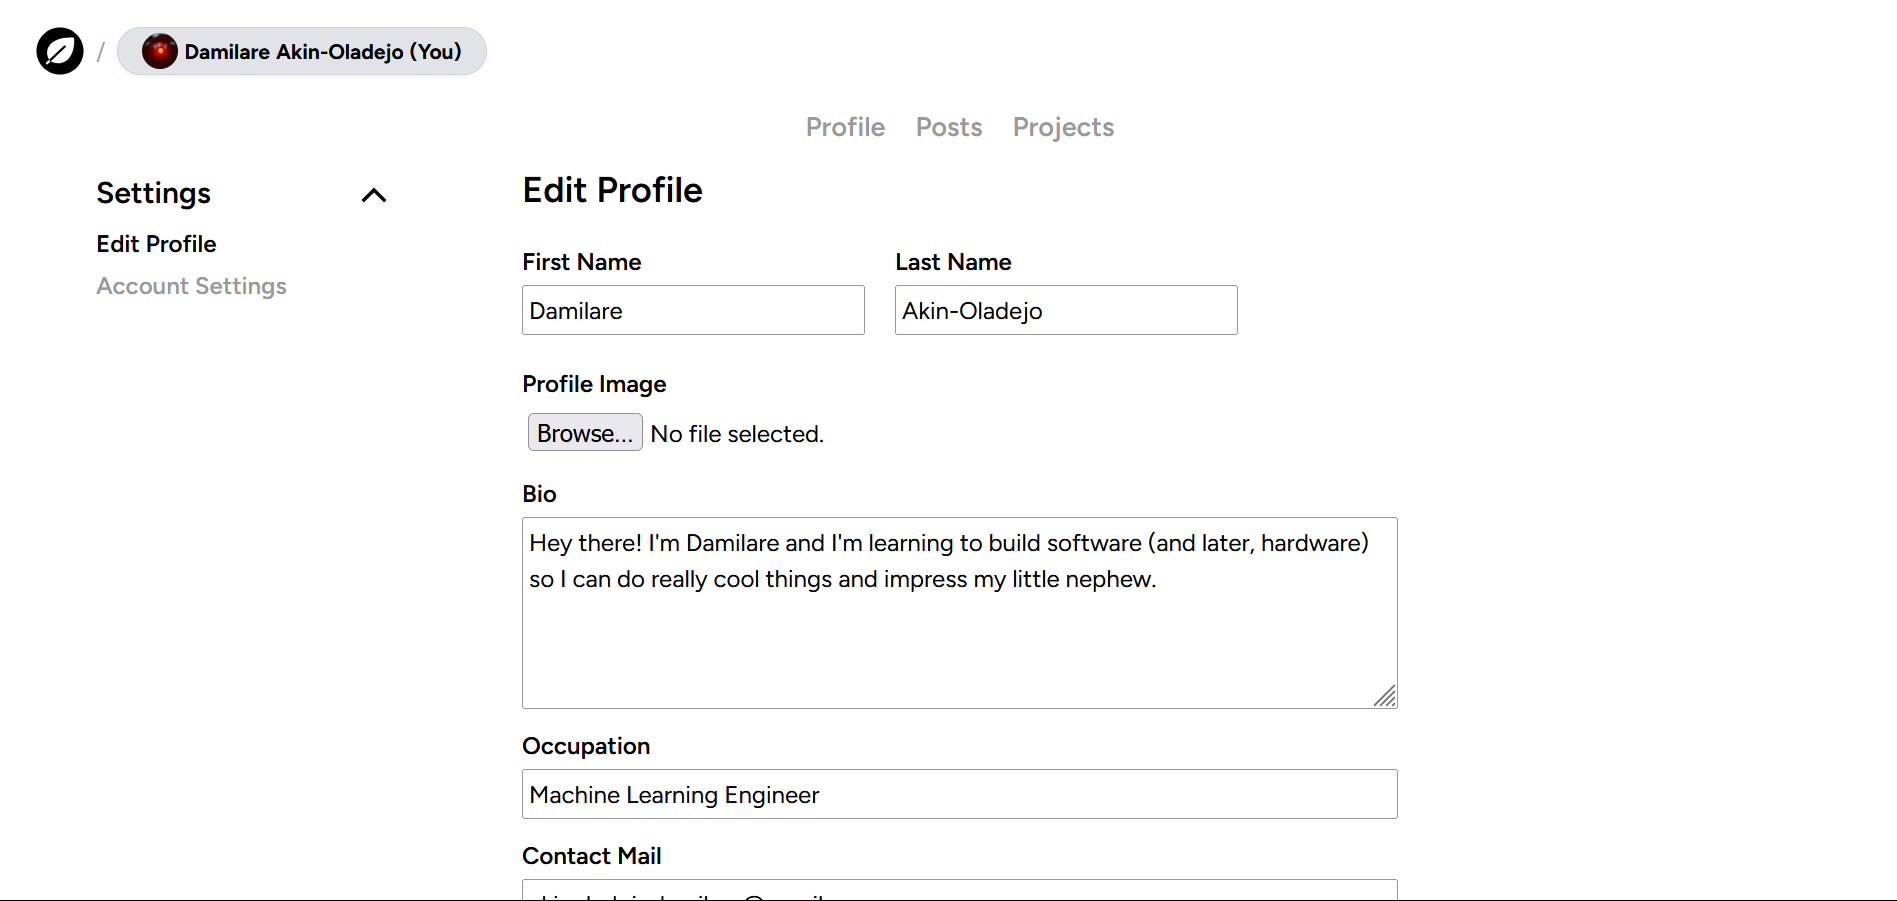 / Damilare Akin-Oladejo (You)
Profile Posts Projects
Settings
Edit Profile
Account Settings
Edit Profile
First Name Last Name
Damilare Akin-Oladejo
Profile Image
Browse... No file selected.
Bio
Hey there! I'm Damilare and I'm learning to build software (and later, hardware)
so I can do really cool things and impress my little nephew.
Occupation
Machine Learning Engineer
Contact Mail